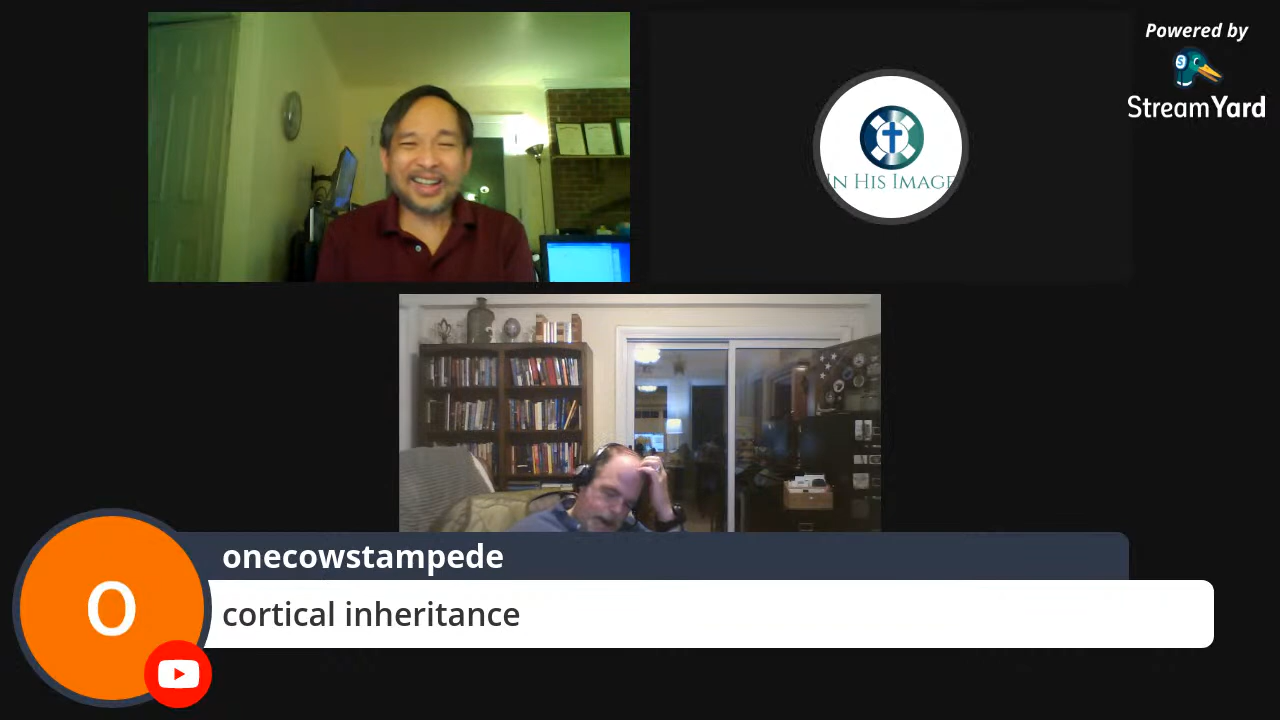 Powered by
StreamYard
IN HIS IMAGE
onecowstampede
O
cortical inheritance